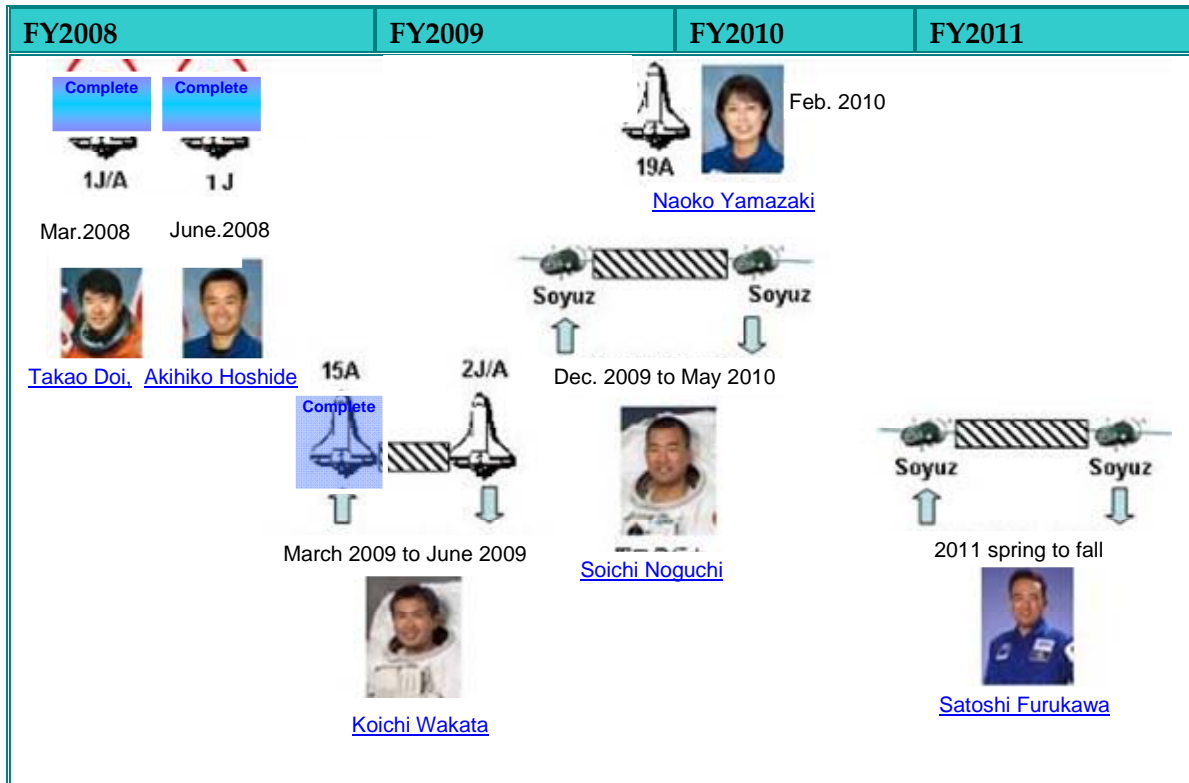 FY2008 FY2009 FY2010 FY2011
Complete Complete
1J/A 1J
Mar.2008 June.2008
Takao Doi, Akihiko Hoshide
19A
Feb. 2010
Naoko Yamazaki
Soyuz Soyuz
Dec. 2009 to May 2010
Soichi Noguchi
15A 2J/A
Complete
March 2009 to June 2009
Koichi Wakata
Soyuz Soyuz
2011 spring to fall
Satoshi Furukawa